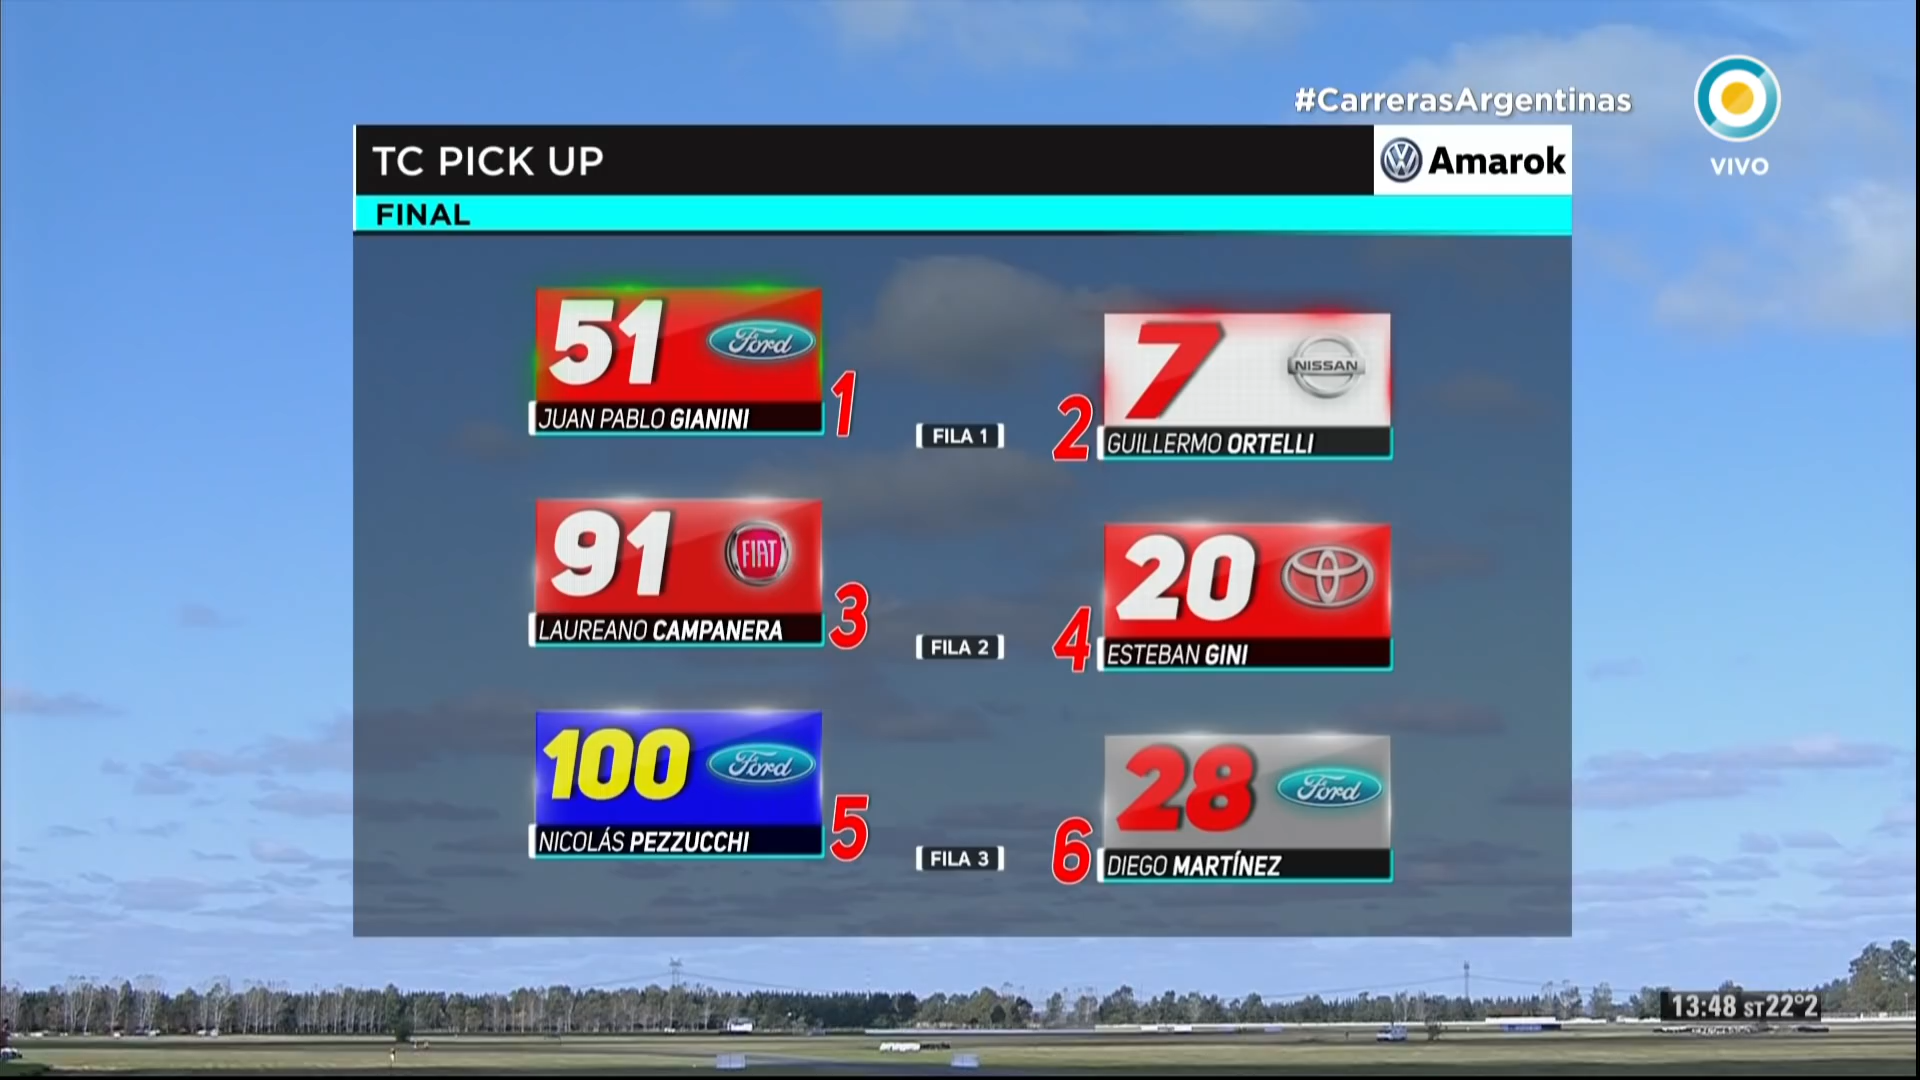 #CarrerasArgentinas
VIVO
TC PICK UP
Amarok
FINAL
51 Ford
JUAN PABLO GIANINI
1
FILA 1
7 NISSAN
2
GUILLERMO ORTELLI
91 FIAT
LAUREANO CAMPANERA
3
FILA 2
20
4
ESTEBAN GINI
100 Ford
NICOLÁS PEZZUCCHI
5
FILA 3
28 Ford
6
DIEGO MARTÍNEZ
13:48 ST22°2